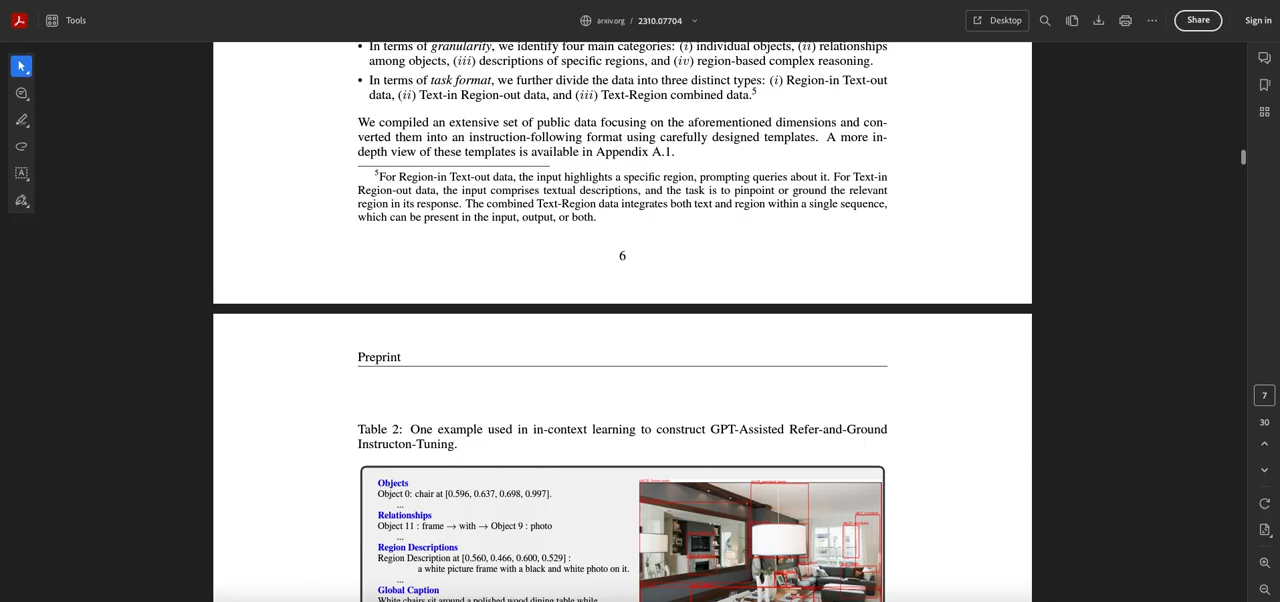 Tools
arxiv.org / 2310.07704
Desktop
Share
Sign in
• In terms of granularity, we identify four main categories: (i) individual objects, (ii) relationships
among objects, (iii) descriptions of specific regions, and (iv) region-based complex reasoning.
• In terms of task format, we further divide the data into three distinct types: (i) Region-in Text-out
data, (ii) Text-in Region-out data, and (iii) Text-Region combined data.5
We compiled an extensive set of public data focusing on the aforementioned dimensions and con-
verted them into an instruction-following format using carefully designed templates. A more in-
depth view of these templates is available in Appendix A.1.
5For Region-in Text-out data, the input highlights a specific region, prompting queries about it. For Text-in
Region-out data, the input comprises textual descriptions, and the task is to pinpoint or ground the relevant
region in its response. The combined Text-Region data integrates both text and region within a single sequence,
which can be present in the input, output, or both.
6
Preprint
Table 2: One example used in in-context learning to construct GPT-Assisted Refer-and-Ground
Instructon-Tuning.
Objects
Object 0: chair at [0.596, 0.637, 0.698, 0.997].
...
Relationships
Object 11 : frame → with → Object 9 : photo
...
Region Descriptions
Region Description at [0.560, 0.466, 0.600, 0.529] :
a white picture frame with a black and white photo on it.
...
Global Caption
White chairs sit around a polished wood dining table while
7
30